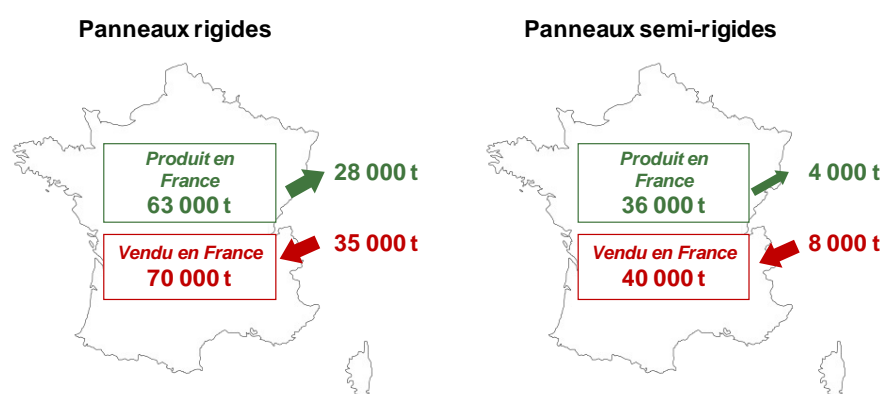 Panneaux rigides
Produit en
France
63 000 t
28 000 t
Vendu en France
70 000 t
35 000 t
Panneaux semi-rigides
Produit en
France
36 000 t
4 000 t
Vendu en France
40 000 t
8 000 t